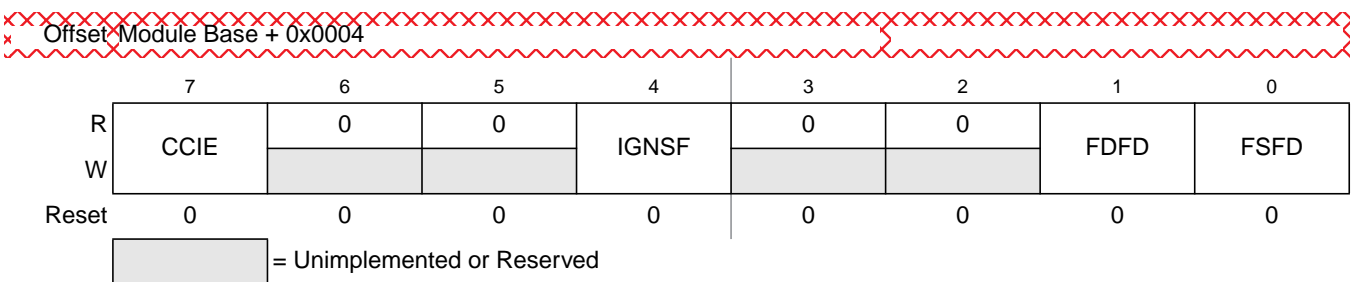 Offset Module Base + 0x0004
7 6 5 4 3 2 1 0
R CCIE 0 0 IGNSF 0 0 FDFD FSFD
W
Reset 0 0 0 0 0 0 0 0
= Unimplemented or Reserved